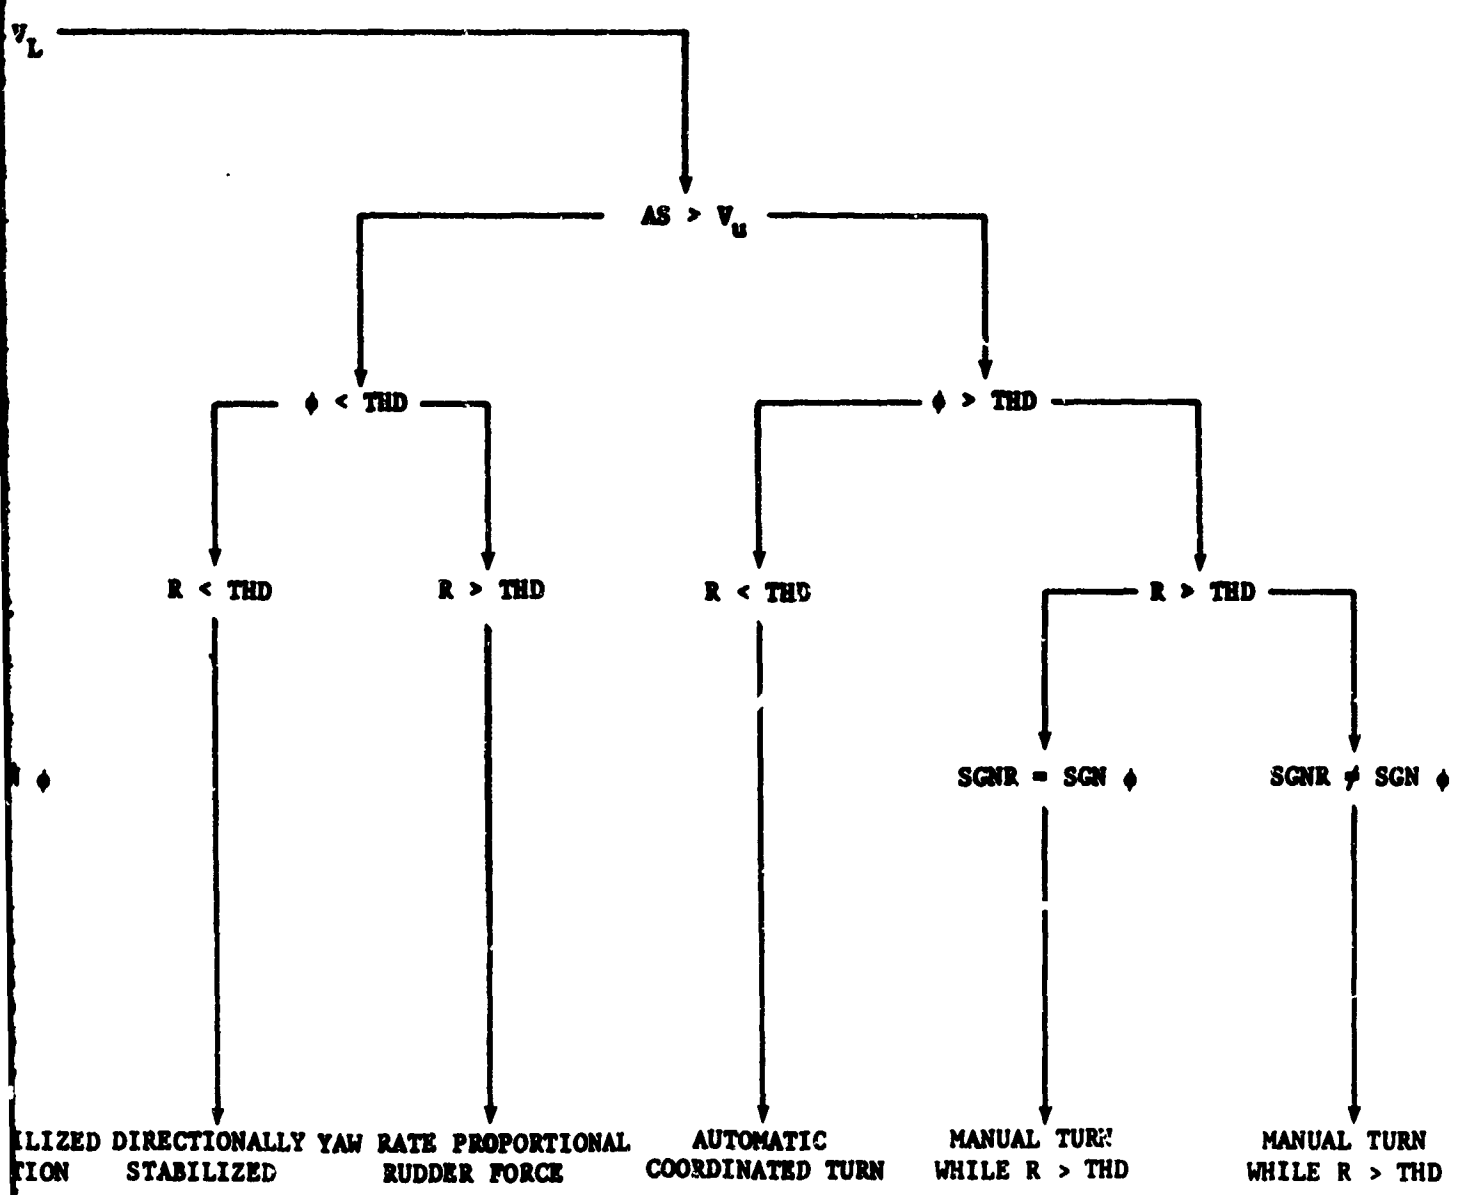 V_L
AS > V_u
ϕ < THD
ϕ > THD
R < THD
R > THD
R < THD
R > THD
ϕ
SGNR = SGN ϕ
SGNR ≠ SGN ϕ
ILIZED
TION
DIRECTIONALLY
STABILIZED
YAW RATE PROPORTIONAL
RUDDER FORCE
AUTOMATIC
COORDINATED TURN
MANUAL TURN
WHILE R > THD
MANUAL TURN
WHILE R > THD